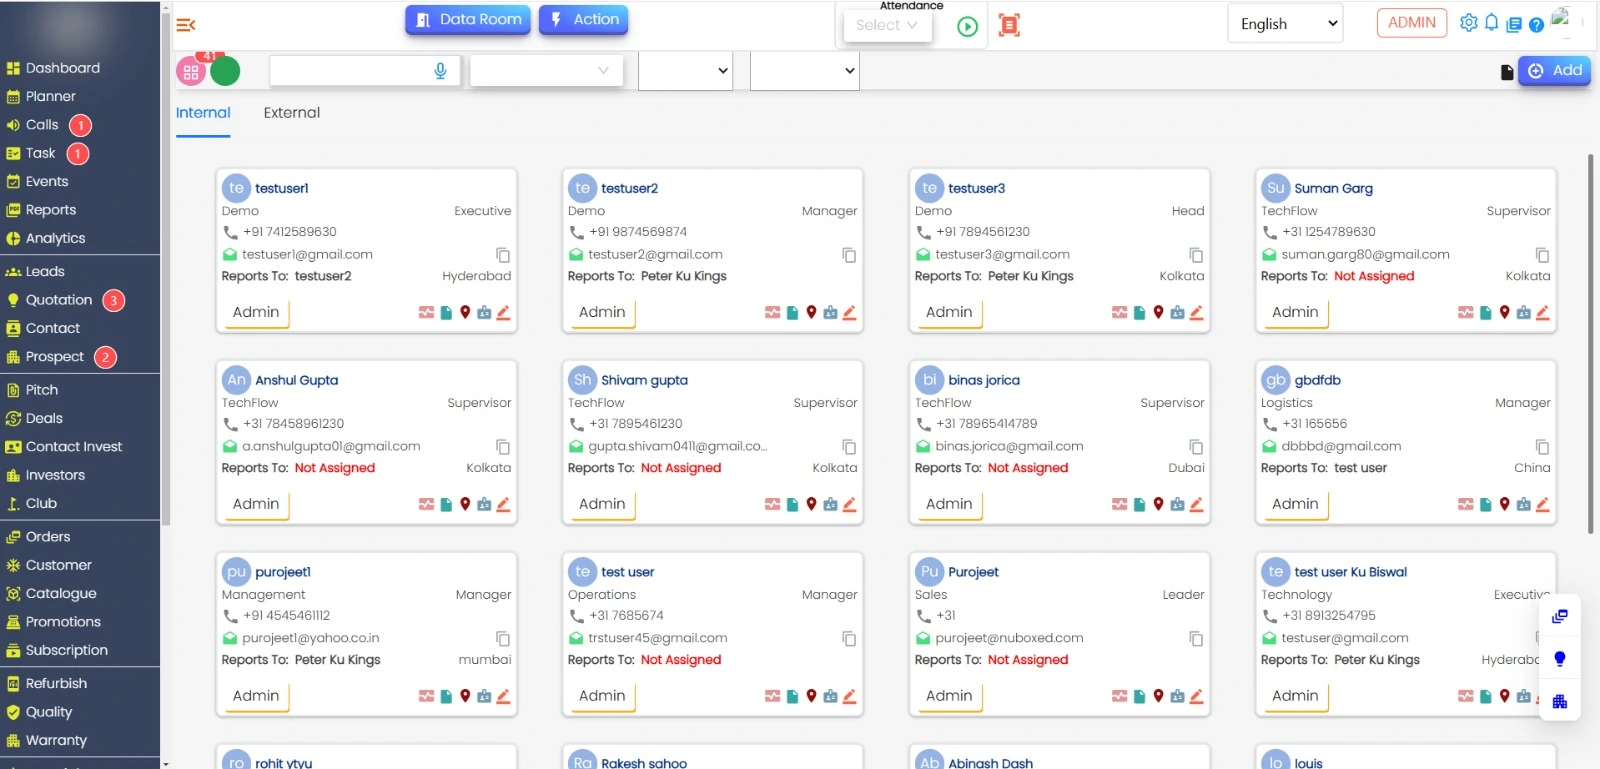 Data Room
Action
Attendance
Select
English
ADMIN
41
Add
Dashboard
Planner
Calls 1
Task 1
Events
Reports
Analytics
Leads
Quotation 3
Contact
Prospect 2
Pitch
Deals
Contact Invest
Investors
Club
Orders
Customer
Catalogue
Promotions
Subscription
Refurbish
Quality
Warranty
Internal External
te testuser1
Demo Executive
+91 7412589630
testuser1@gmail.com
Reports To: testuser2 Hyderabad
Admin
te testuser2
Demo Manager
+91 9874569874
testuser2@gmail.com
Reports To: Peter Ku Kings
Admin
te testuser3
Demo Head
+91 7894561230
testuser3@gmail.com
Reports To: Peter Ku Kings Kolkata
Admin
Su Suman Garg
TechFlow Supervisor
+31 1254789630
suman.garg80@gmail.com
Reports To: Not Assigned Kolkata
Admin
An Anshul Gupta
TechFlow Supervisor
+31 78458961230
a.anshulgupta01@gmail.com
Reports To: Not Assigned Kolkata
Admin
Sh Shivam gupta
TechFlow Supervisor
+31 7895461230
gupta.shivam0411@gmail.co...
Reports To: Not Assigned Kolkata
Admin
bi binas jorica
TechFlow Supervisor
+31 78965414789
binas.jorica@gmail.com
Reports To: Not Assigned Dubai
Admin
gb gbdfdb
Logistics Manager
+31 165656
dbbbd@gmail.com
Reports To: test user China
Admin
pu purojeet1
Management Manager
+91 4545461112
purojeet1@yahoo.co.in
Reports To: Peter Ku Kings mumbai
Admin
te test user
Operations Manager
+31 7685674
trstuser45@gmail.com
Reports To: Not Assigned
Admin
Pu Purojeet
Sales Leader
+31
purojeet@nuboxed.com
Reports To: Not Assigned
Admin
te test user Ku Biswal
Technology Executive
+31 8913254795
testuser@gmail.com
Reports To: Peter Ku Kings Hyderabad
Admin
ro rohit ytyu
Ra Rakesh sahoo
Ab Abinash Dash
lo louis